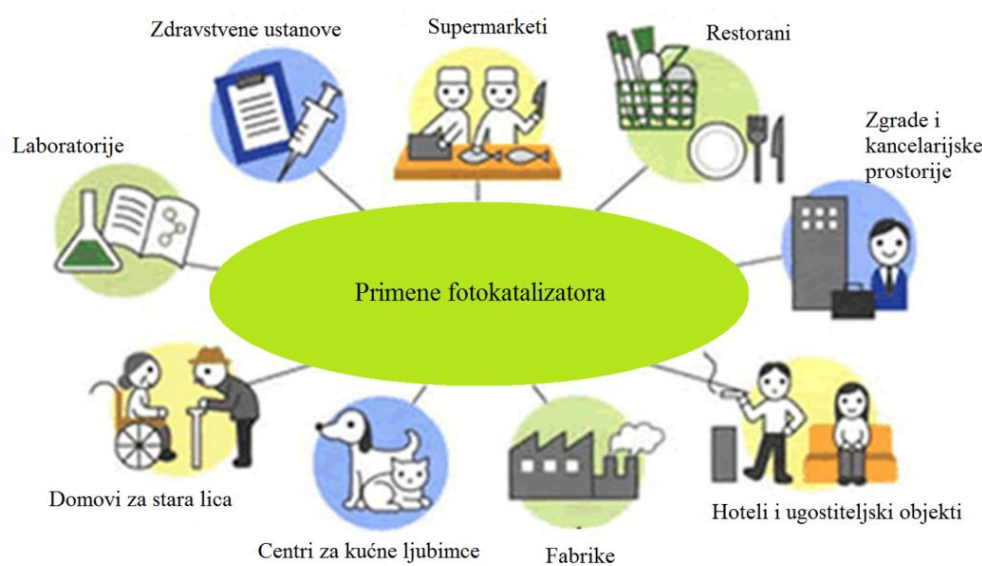 Zdravstvene ustanove
Supermarketi
Restorani
Laboratorije
Zgrade i
kancelarijske
prostorije
Primene fotokatalizatora
Domovi za stara lica
Centri za kućne ljubimce
Fabrike
Hoteli i ugostiteljski objekti